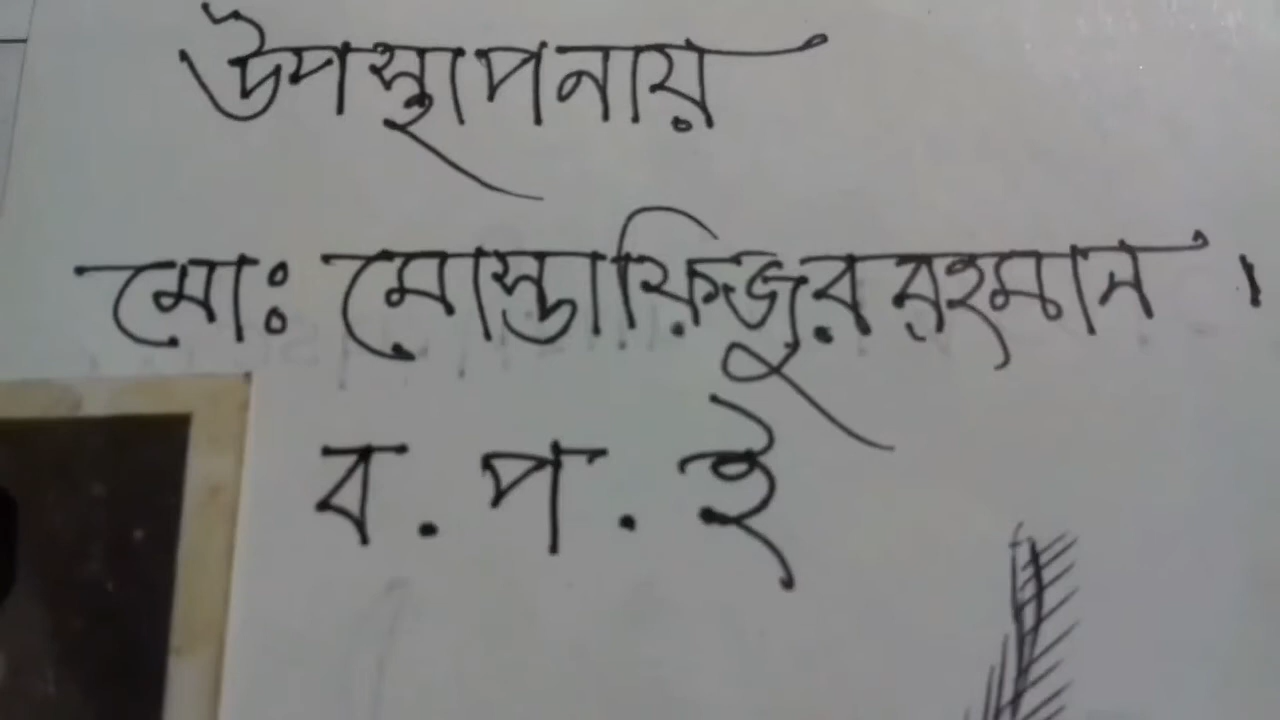 উপস্থাপনায়
মো: মোস্তাফিজুর রহমান ।
ব . প . ই